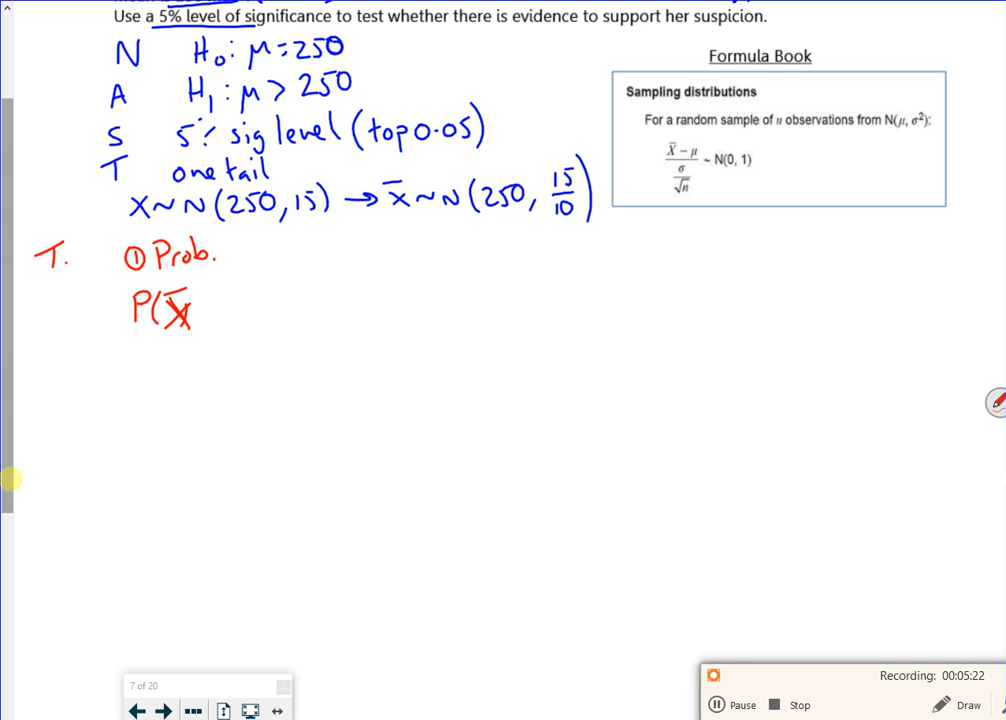 Use a 5% level of significance to test whether there is evidence to support her suspicion.
N H₀: μ = 250
A H₁: μ > 250
S 5% sig level (top 0.05)
T one tail
X ~ N(250, 15) → X̄ ~ N(250, 15/10)
T. ① Prob.
P(X̄
Formula Book
Sampling distributions
For a random sample of n observations from N(μ, σ²):
(X̄ − μ)/(σ/√n) ~ N(0, 1)
7 of 20
Recording: 00:05:22
Pause Stop Draw